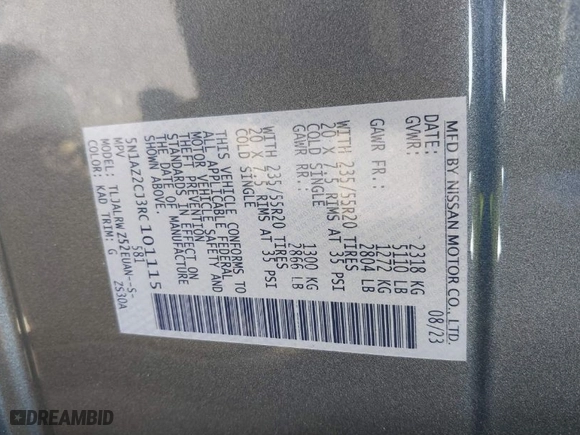 MFD BY NISSAN MOTOR CO., LTD.
DATE: 08/23
GVWR: 2318 KG
5110 LB
GAWR FR.: 1272 KG
2804 LB
WITH 235/55R20 TIRES
20 X 7.5 RIMS AT 35 PSI
COLD SINGLE
GAWR RR.: 1300 KG
2866 LB
WITH 235/55R20 TIRES
20 X 7.5 RIMS AT 35 PSI
COLD SINGLE
THIS VEHICLE CONFORMS TO
ALL APPLICABLE FEDERAL
MOTOR VEHICLE SAFETY AND
THEFT PREVENTION
STANDARDS IN EFFECT ON
THE DATE OF MANUFACTURE
SHOWN ABOVE.
5N1AZ2CJ3RC101115
MPV 581
MODEL: TLJALRWZ52EUAN--S-
COLOR: KAD TRIM: G ZS30A
DREAMBID